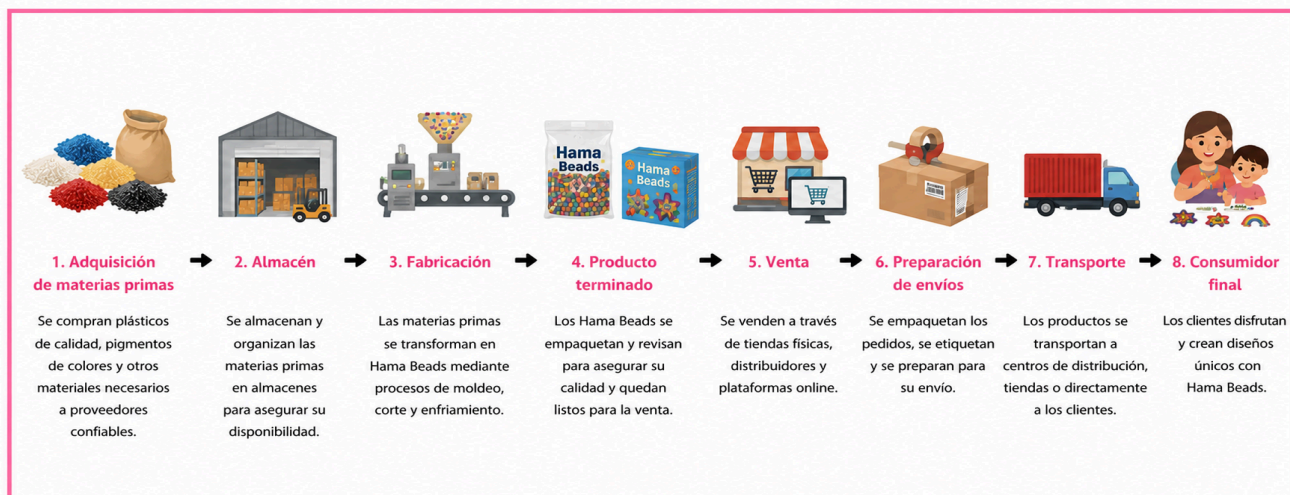 Hama
Beads
Hama
Beads
1. Adquisición
de materias primas
Se compran plásticos
de calidad, pigmentos
de colores y otros
materiales necesarios
a proveedores
confiables.
2. Almacén
Se almacenan y
organizan las
materias primas
en almacenes
para asegurar su
disponibilidad.
3. Fabricación
Las materias primas
se transforman en
Hama Beads mediante
procesos de moldeo,
corte y enfriamiento.
4. Producto
terminado
Los Hama Beads se
empaquetan y revisan
para asegurar su
calidad y quedan
listos para la venta.
5. Venta
Se venden a través
de tiendas físicas,
distribuidores y
plataformas online.
6. Preparación
de envíos
Se empaquetan los
pedidos, se etiquetan
y se preparan para
su envío.
7. Transporte
Los productos se
transportan a
centros de distribución,
tiendas o directamente
a los clientes.
8. Consumidor
final
Los clientes disfrutan
y crean diseños
únicos con
Hama Beads.